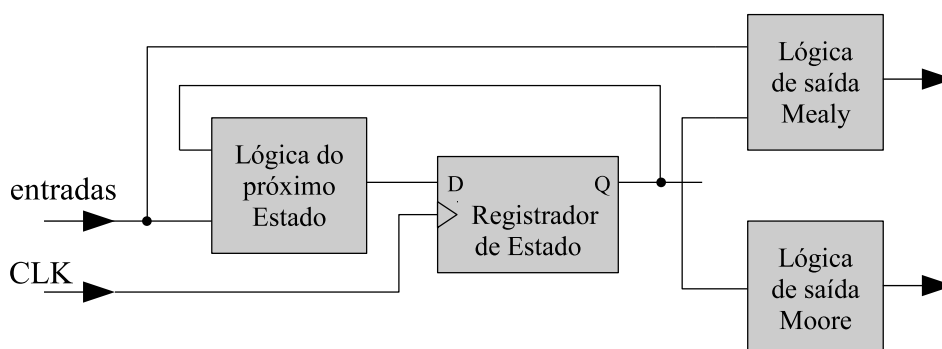 entradas
CLK
Lógica do
próximo
Estado
D
Q
Registrador
de Estado
Lógica
de saída
Mealy
Lógica
de saída
Moore